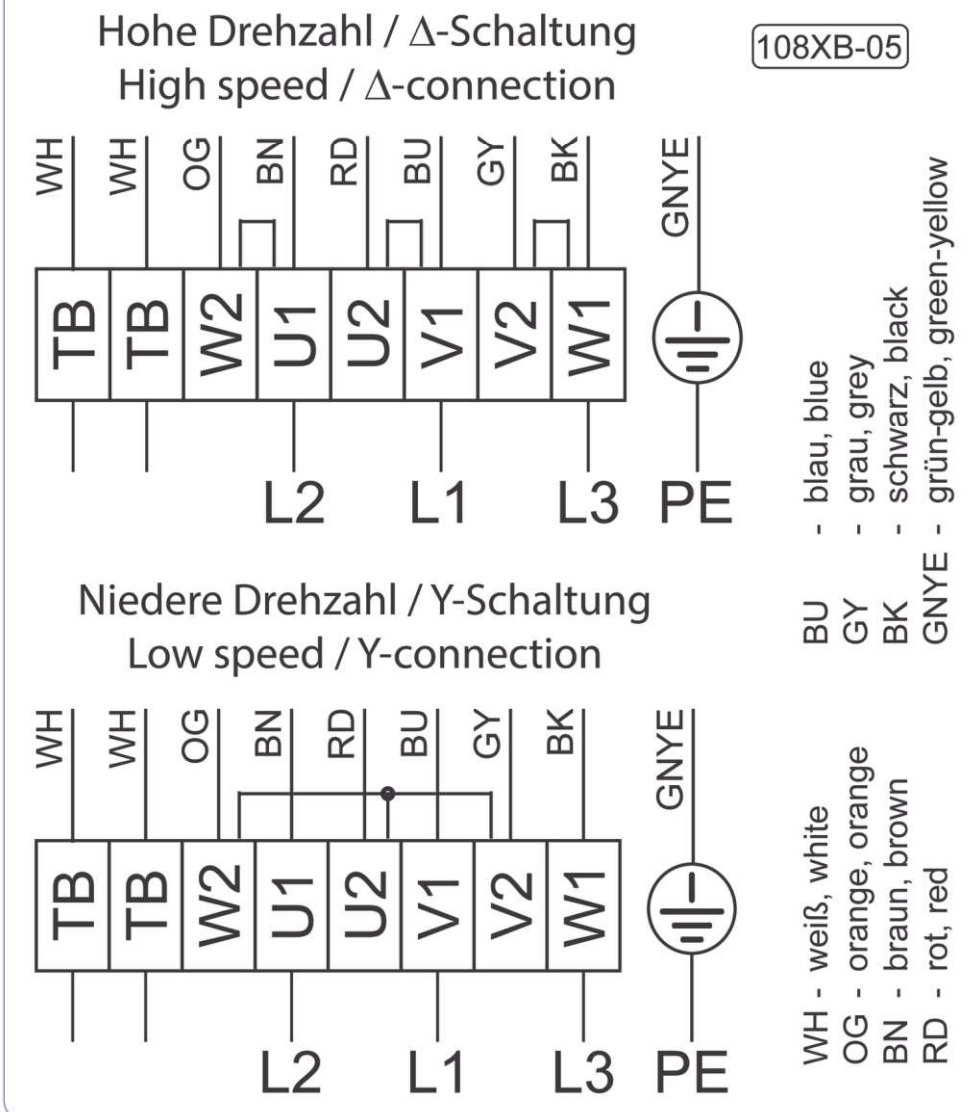 Hohe Drehzahl / Δ-Schaltung
High speed / Δ-connection
108XB-05
WH WH OG BN RD BU GY BK GNYE
TB TB W2 U1 U2 V1 V2 W1
L2 L1 L3 PE
Niedere Drehzahl / Y-Schaltung
Low speed / Y-connection
WH WH OG BN RD BU GY BK GNYE
TB TB W2 U1 U2 V1 V2 W1
L2 L1 L3 PE
WH - weiß, white
OG - orange, orange
BN - braun, brown
RD - rot, red
BU - blau, blue
GY - grau, grey
BK - schwarz, black
GNYE - grün-gelb, green-yellow